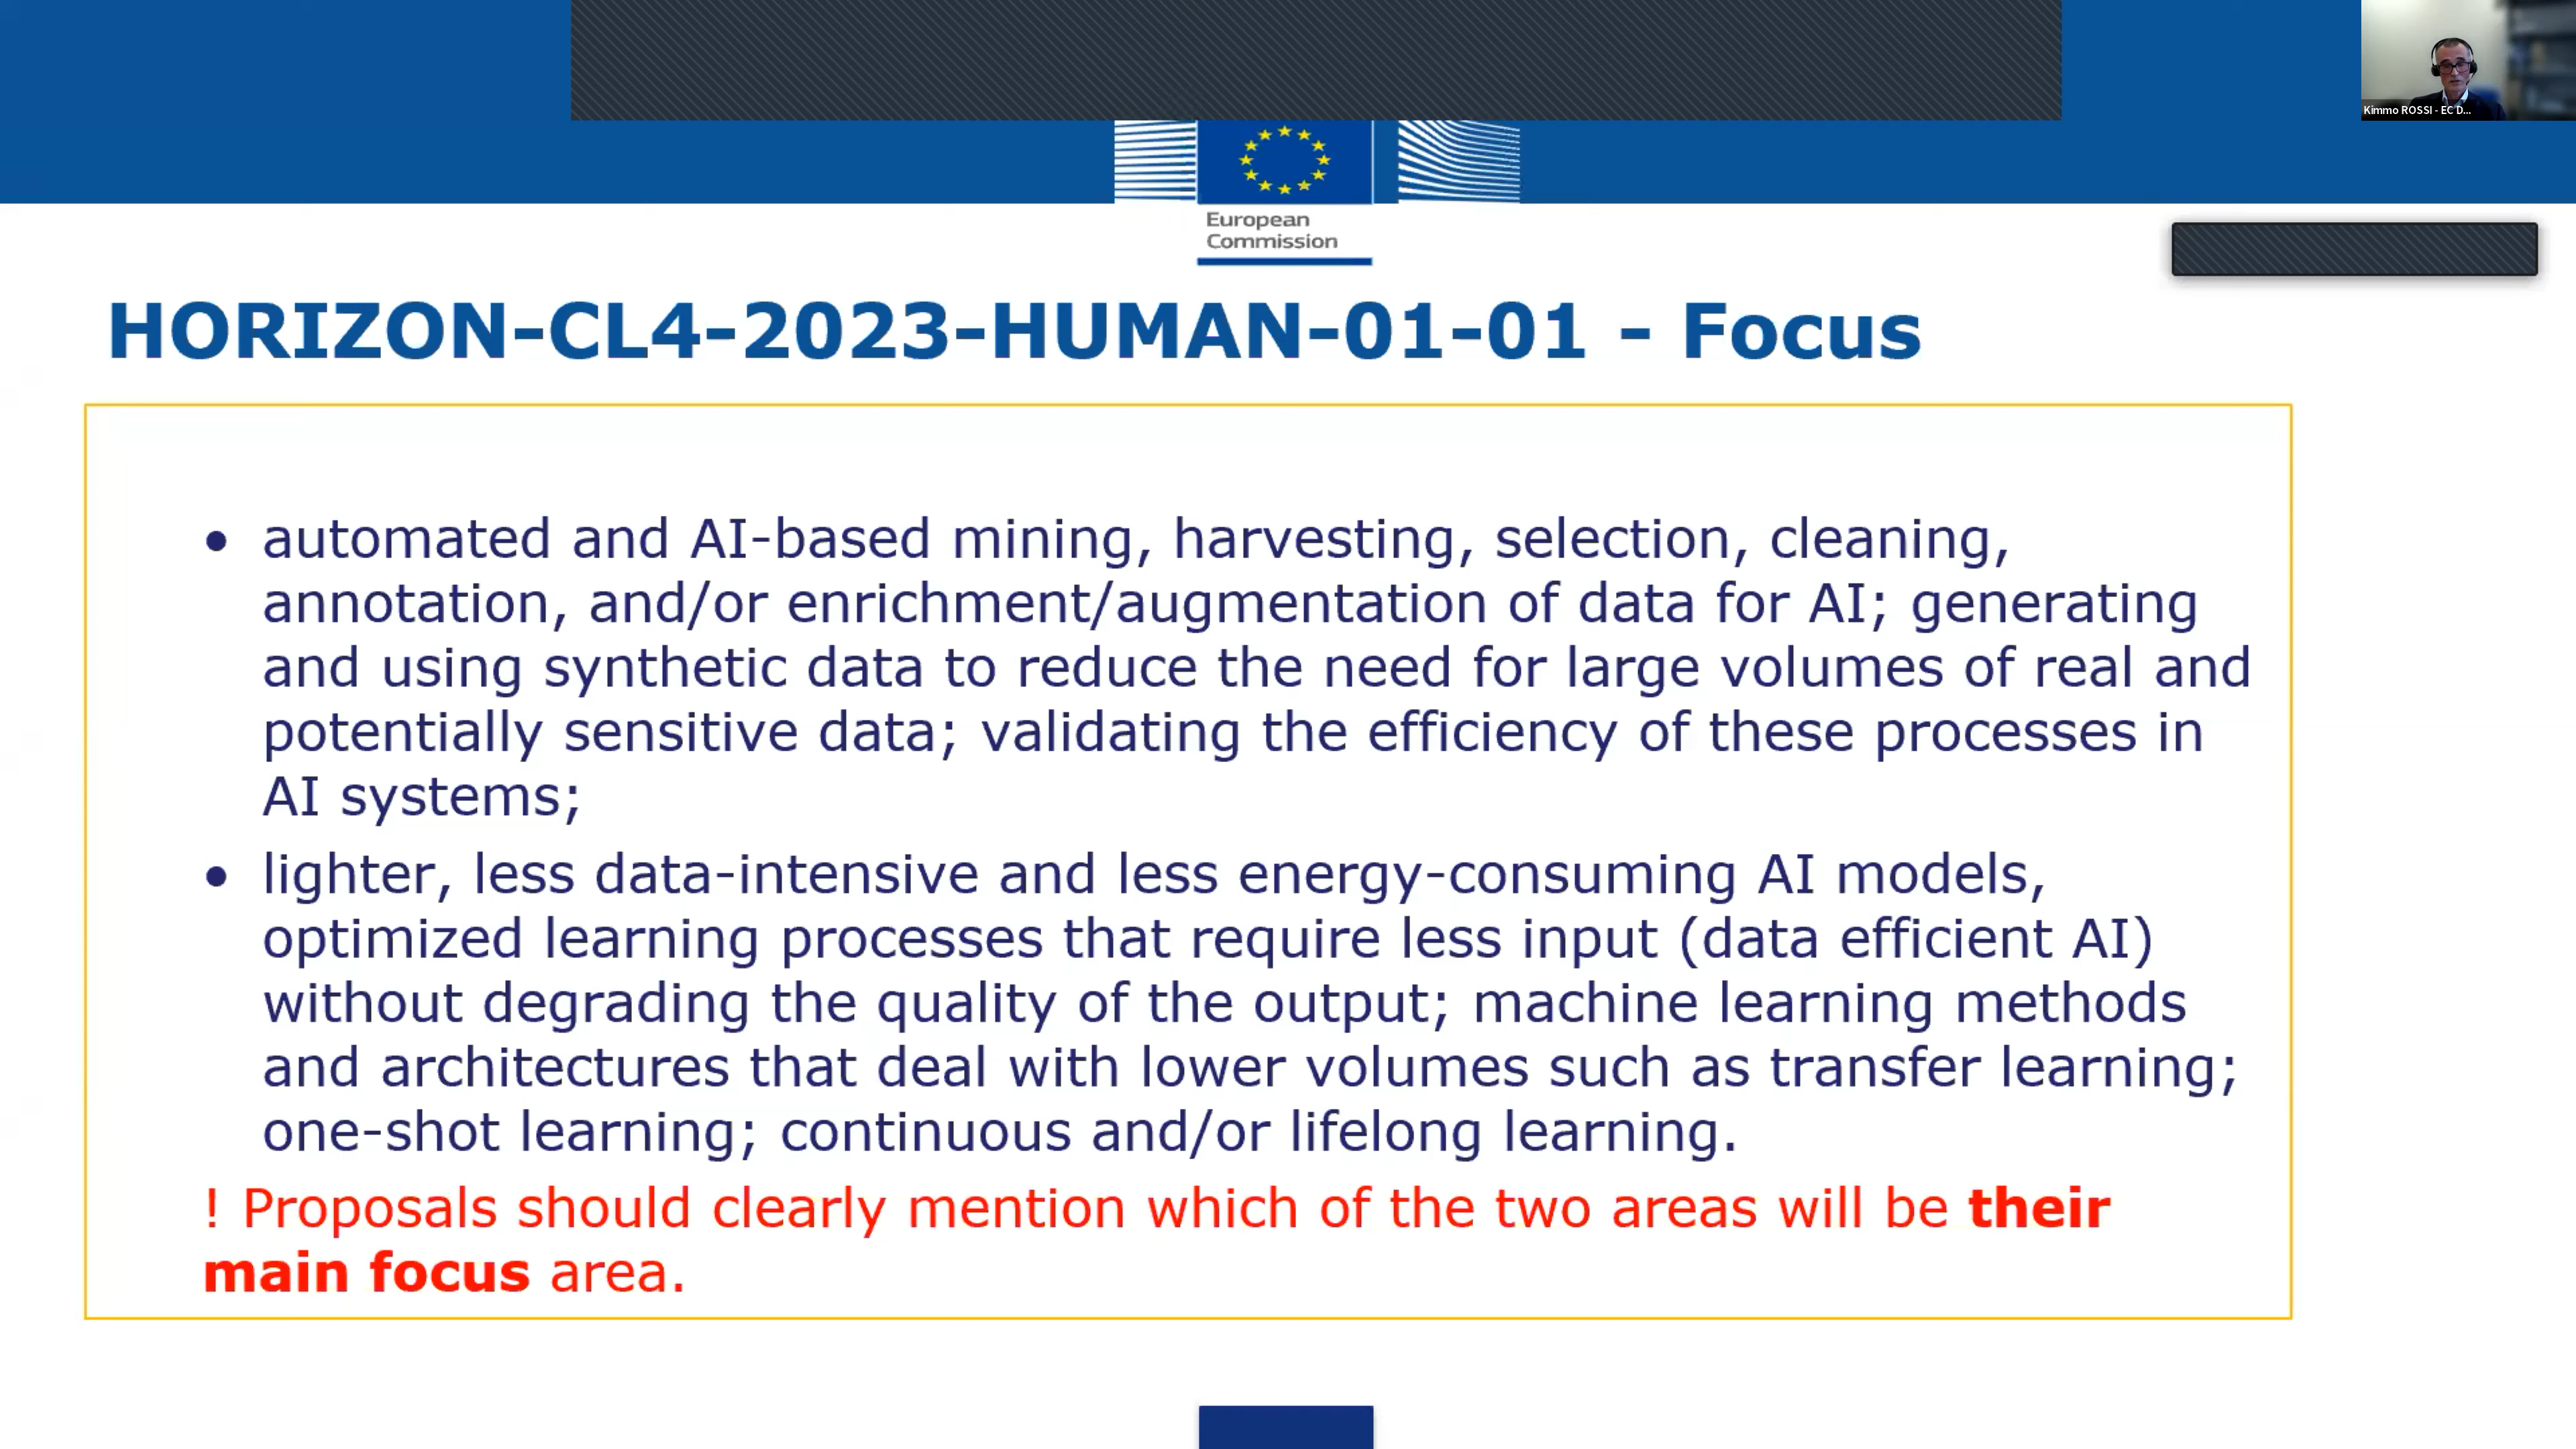 Kimmo ROSSI - EC D...
European
Commission
HORIZON-CL4-2023-HUMAN-01-01 - Focus
• automated and AI-based mining, harvesting, selection, cleaning,
annotation, and/or enrichment/augmentation of data for AI; generating
and using synthetic data to reduce the need for large volumes of real and
potentially sensitive data; validating the efficiency of these processes in
AI systems;
• lighter, less data-intensive and less energy-consuming AI models,
optimized learning processes that require less input (data efficient AI)
without degrading the quality of the output; machine learning methods
and architectures that deal with lower volumes such as transfer learning;
one-shot learning; continuous and/or lifelong learning.
! Proposals should clearly mention which of the two areas will be their
main focus area.